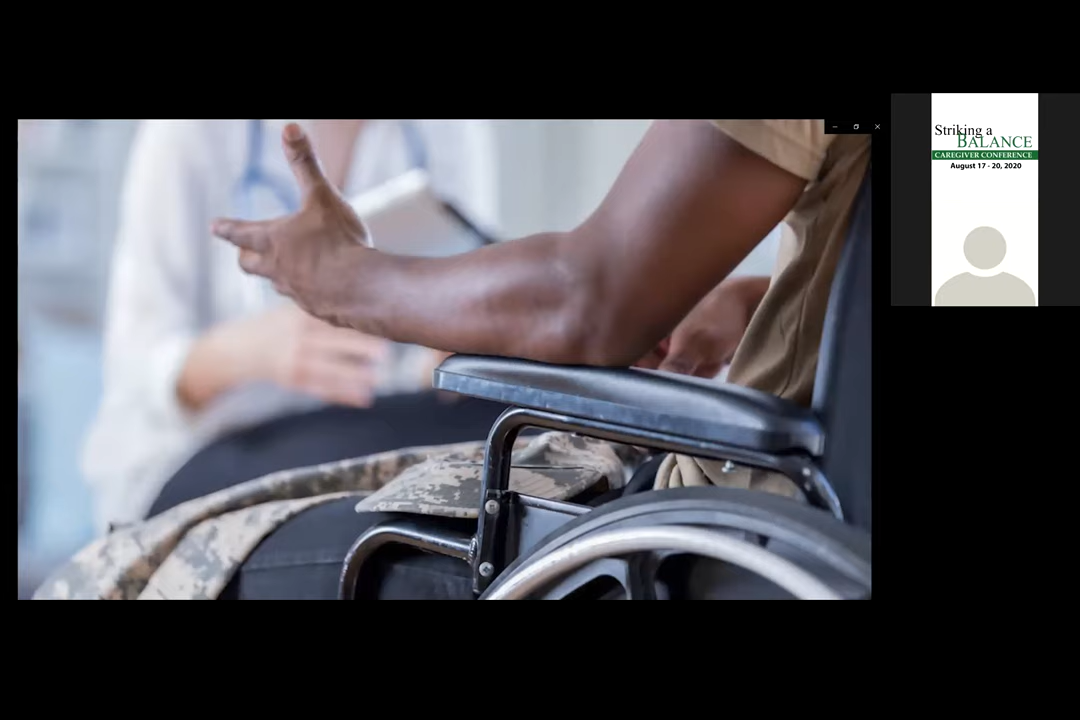 Striking a
BALANCE
CAREGIVER CONFERENCE
August 17 - 20, 2020